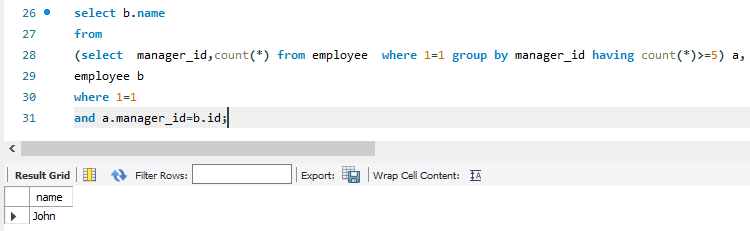 26 select b.name
27 from
28 (select  manager_id,count(*) from employee  where 1=1 group by manager_id having count(*)>=5) a,
29 employee b
30 where 1=1
31 and a.manager_id=b.id;
Result Grid Filter Rows: Export: Wrap Cell Content: IA
name
John